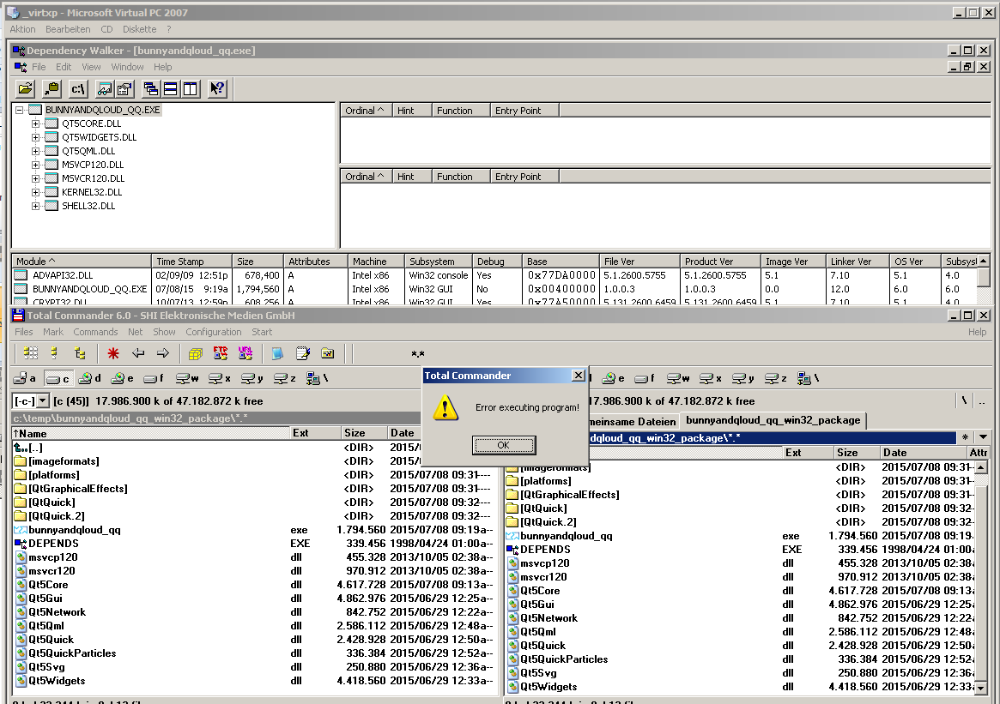 _virtxp - Microsoft Virtual PC 2007
Aktion Bearbeiten CD Diskette ?
Dependency Walker - [bunnyandqloud_qq.exe]
File Edit View Window Help
c:\
BUNNYANDQLOUD_QQ.EXE
QT5CORE.DLL
QT5WIDGETS.DLL
QT5QML.DLL
MSVCP120.DLL
MSVCR120.DLL
KERNEL32.DLL
SHELL32.DLL
Ordinal ^ Hint Function Entry Point
Ordinal ^ Hint Function Entry Point
Module ^ Time Stamp Size Attributes Machine Subsystem Debug Base File Ver Product Ver Image Ver Linker Ver OS Ver Subsyst
ADVAPI32.DLL 02/09/09 12:51p 678,400 A Intel x86 Win32 console Yes 0x77DA0000 5.1.2600.5755 5.1.2600.5755 5.1 7.10 5.1 4.0
BUNNYANDQLOUD_QQ.EXE 07/08/15 9:19a 1,794,560 A Intel x86 Win32 GUI No 0x00400000 1.0.0.3 1.0.0.3 0.0 12.0 6.0 6.0
CRYPT32.DLL 10/07/13 12:59p 608,256 A Intel x86 Win32 GUI Yes 0x77A50000 5.131.2600.6459 5.131.2600.6459 5.1 7.10 5.1 4.0
Total Commander 6.0 - SHI Elektronische Medien GmbH
Files Mark Commands Net Show Configuration Start Help
FTP URL *.*
a c d e f w x y z \
e f w x y z \
[-c-] [c (45)] 17.986.900 k of 47.182.872 k free
7.986.900 k of 47.182.872 k free \ ..
c:\temp\bunnyandqloud_qq_win32_package\*.*
↑Name Ext Size Date
[..] <DIR> 2015/
[imageformats] <DIR> 2015/
[platforms] <DIR> 2015/07/08 09:31----
[QtGraphicalEffects] <DIR> 2015/07/08 09:31----
[QtQuick] <DIR> 2015/07/08 09:32----
[QtQuick.2] <DIR> 2015/07/08 09:32----
bunnyandqloud_qq exe 1.794.560 2015/07/08 09:19a--
DEPENDS EXE 339.456 1998/04/24 01:00a--
msvcp120 dll 455.328 2013/10/05 02:38a--
msvcr120 dll 970.912 2013/10/05 02:38a--
Qt5Core dll 4.617.728 2015/07/08 09:13a--
Qt5Gui dll 4.862.976 2015/06/29 12:25a--
Qt5Network dll 842.752 2015/06/29 12:22a--
Qt5Qml dll 2.586.112 2015/06/29 12:48a--
Qt5Quick dll 2.428.928 2015/06/29 12:50a--
Qt5QuickParticles dll 336.384 2015/06/29 12:52a--
Qt5Svg dll 250.880 2015/06/29 12:36a--
Qt5Widgets dll 4.418.560 2015/06/29 12:33a--
Total Commander
Error executing program!
OK
meinsame Dateien bunnyandqloud_qq_win32_package
dqloud_qq_win32_package\*.* *
Ext Size Date Attr
[imageformats] <DIR> 2015/07/08 09:31-
[platforms] <DIR> 2015/07/08 09:31-
[QtGraphicalEffects] <DIR> 2015/07/08 09:31-
[QtQuick] <DIR> 2015/07/08 09:32-
[QtQuick.2] <DIR> 2015/07/08 09:32-
bunnyandqloud_qq exe 1.794.560 2015/07/08 09:19
DEPENDS EXE 339.456 1998/04/24 01:00
msvcp120 dll 455.328 2013/10/05 02:38
msvcr120 dll 970.912 2013/10/05 02:38
Qt5Core dll 4.617.728 2015/07/08 09:13
Qt5Gui dll 4.862.976 2015/06/29 12:25
Qt5Network dll 842.752 2015/06/29 12:22
Qt5Qml dll 2.586.112 2015/06/29 12:48
Qt5Quick dll 2.428.928 2015/06/29 12:50
Qt5QuickParticles dll 336.384 2015/06/29 12:52
Qt5Svg dll 250.880 2015/06/29 12:36
Qt5Widgets dll 4.418.560 2015/06/29 12:33